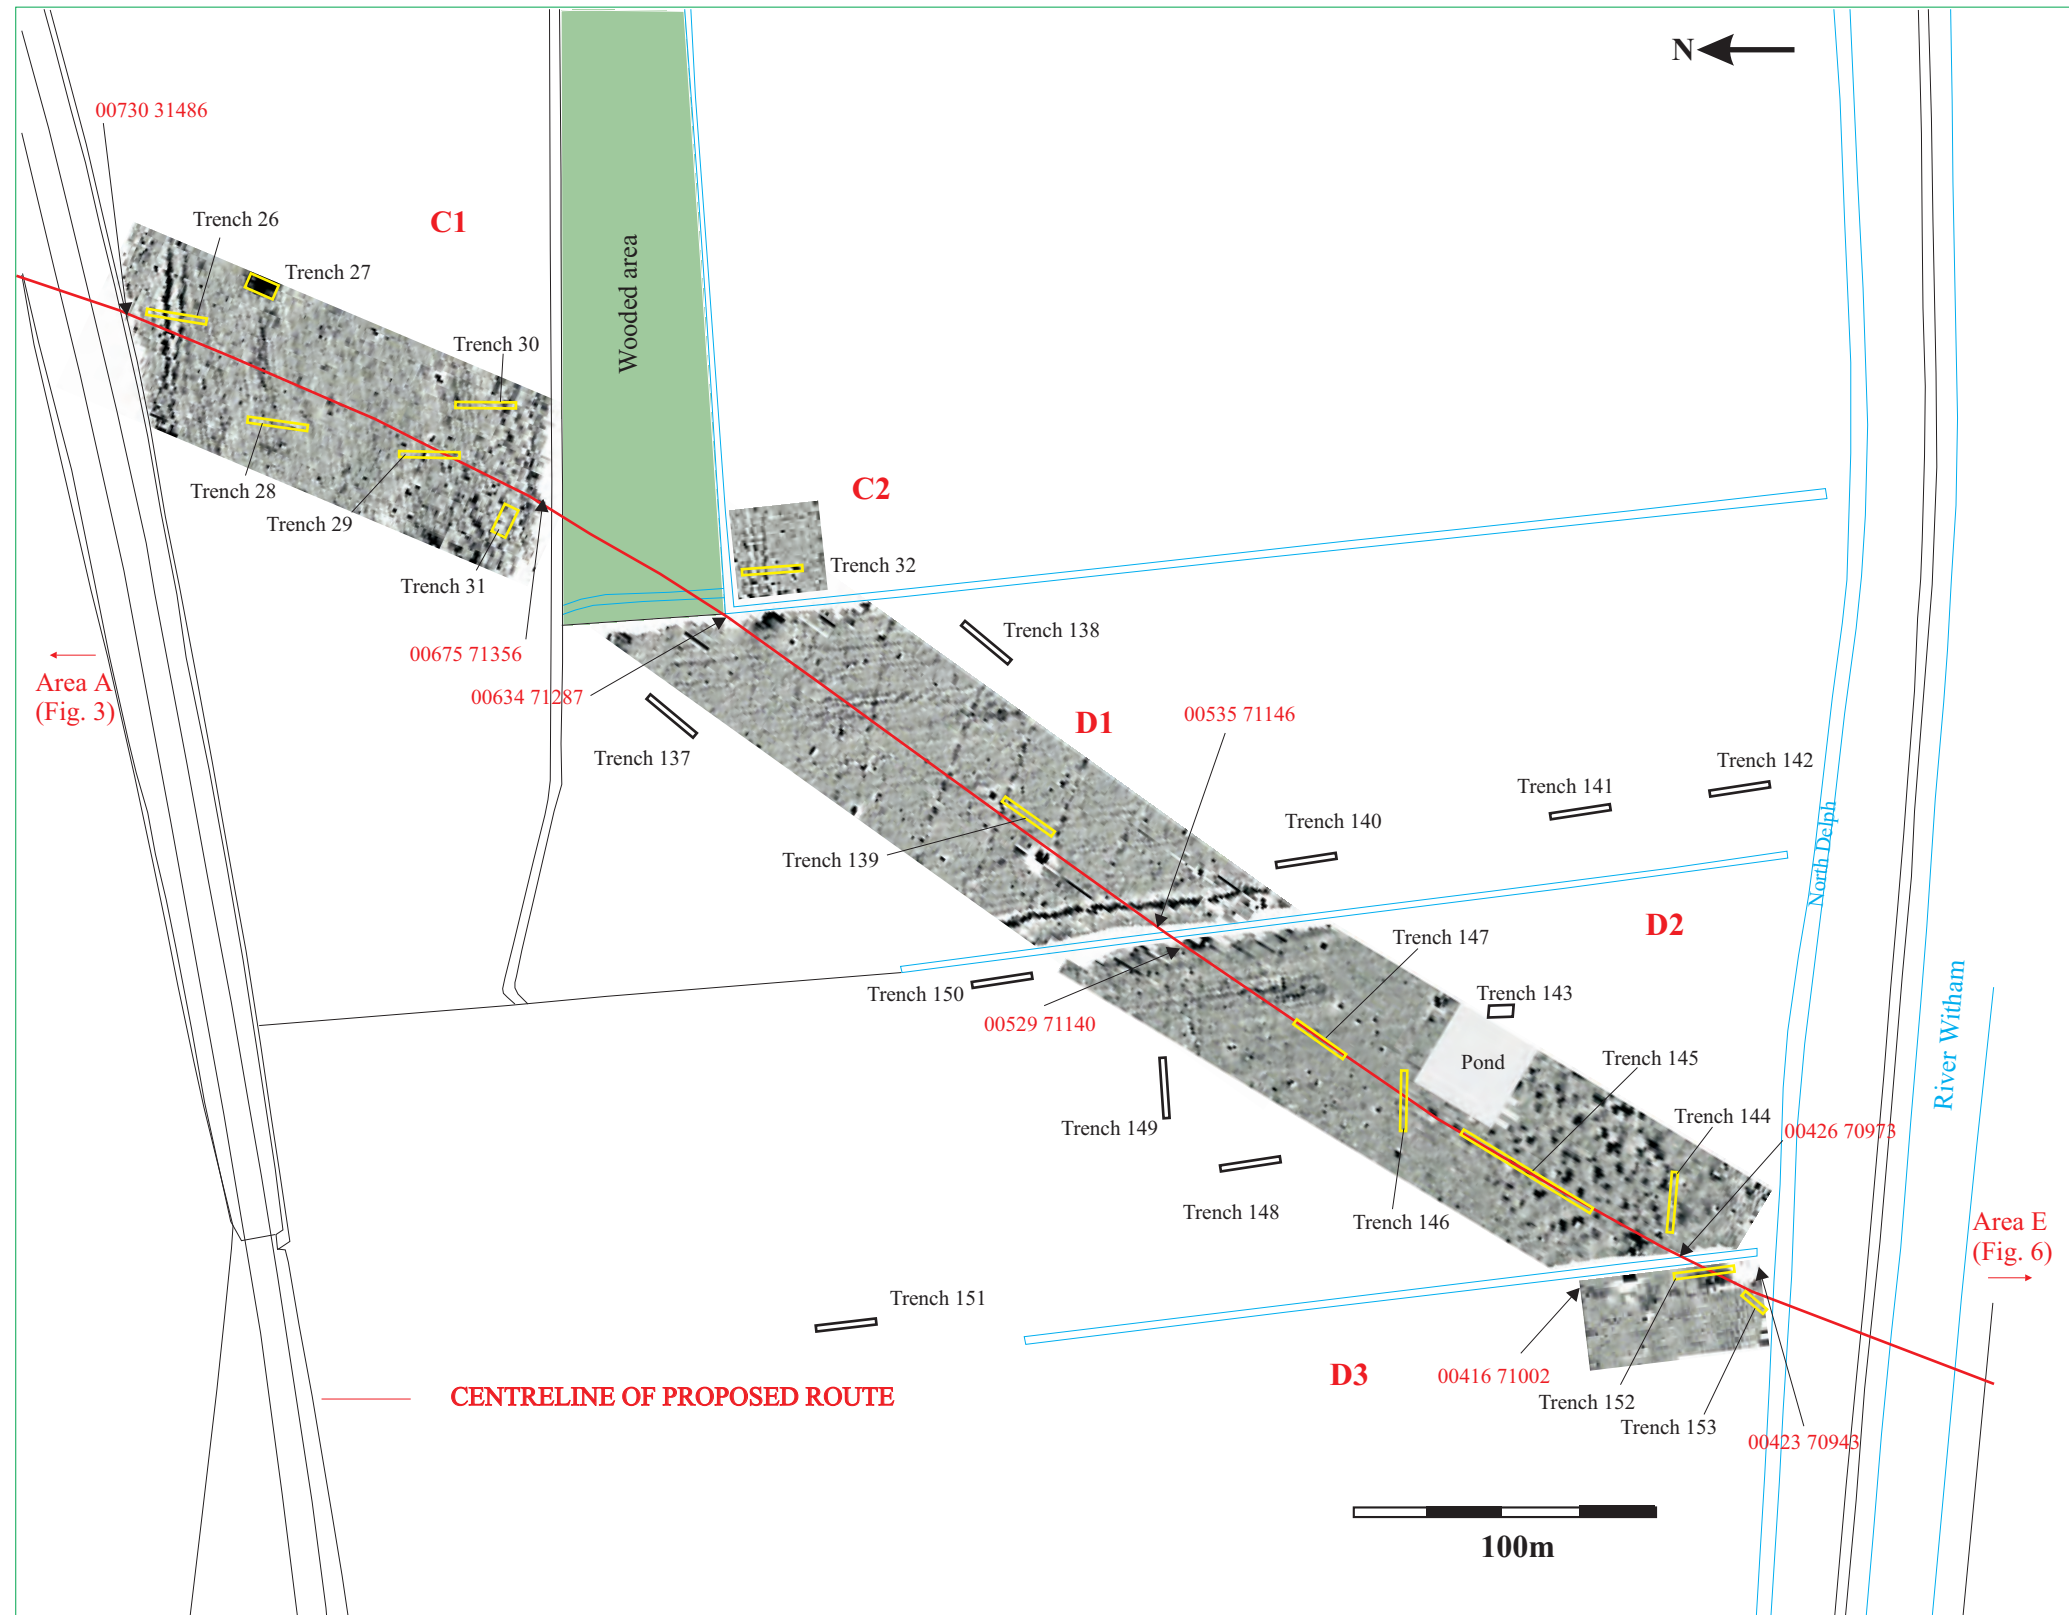 N
00730 31486
Trench 26
C1
Trench 27
Wooded area
Trench 30
Trench 28
Trench 29
Trench 31
C2
Trench 32
Trench 138
00675 71356
Area A
(Fig. 3)
00634 71287
D1
00535 71146
Trench 137
Trench 142
Trench 141
Trench 140
North Delph
Trench 139
D2
Trench 147
Trench 150
Trench 143
00529 71140
River Witham
Pond
Trench 145
Trench 149
Trench 144
00426 70973
Trench 148
Trench 146
Area E
(Fig. 6)
Trench 151
D3
00416 71002
CENTRELINE OF PROPOSED ROUTE
Trench 152
Trench 153
00423 70943
100m